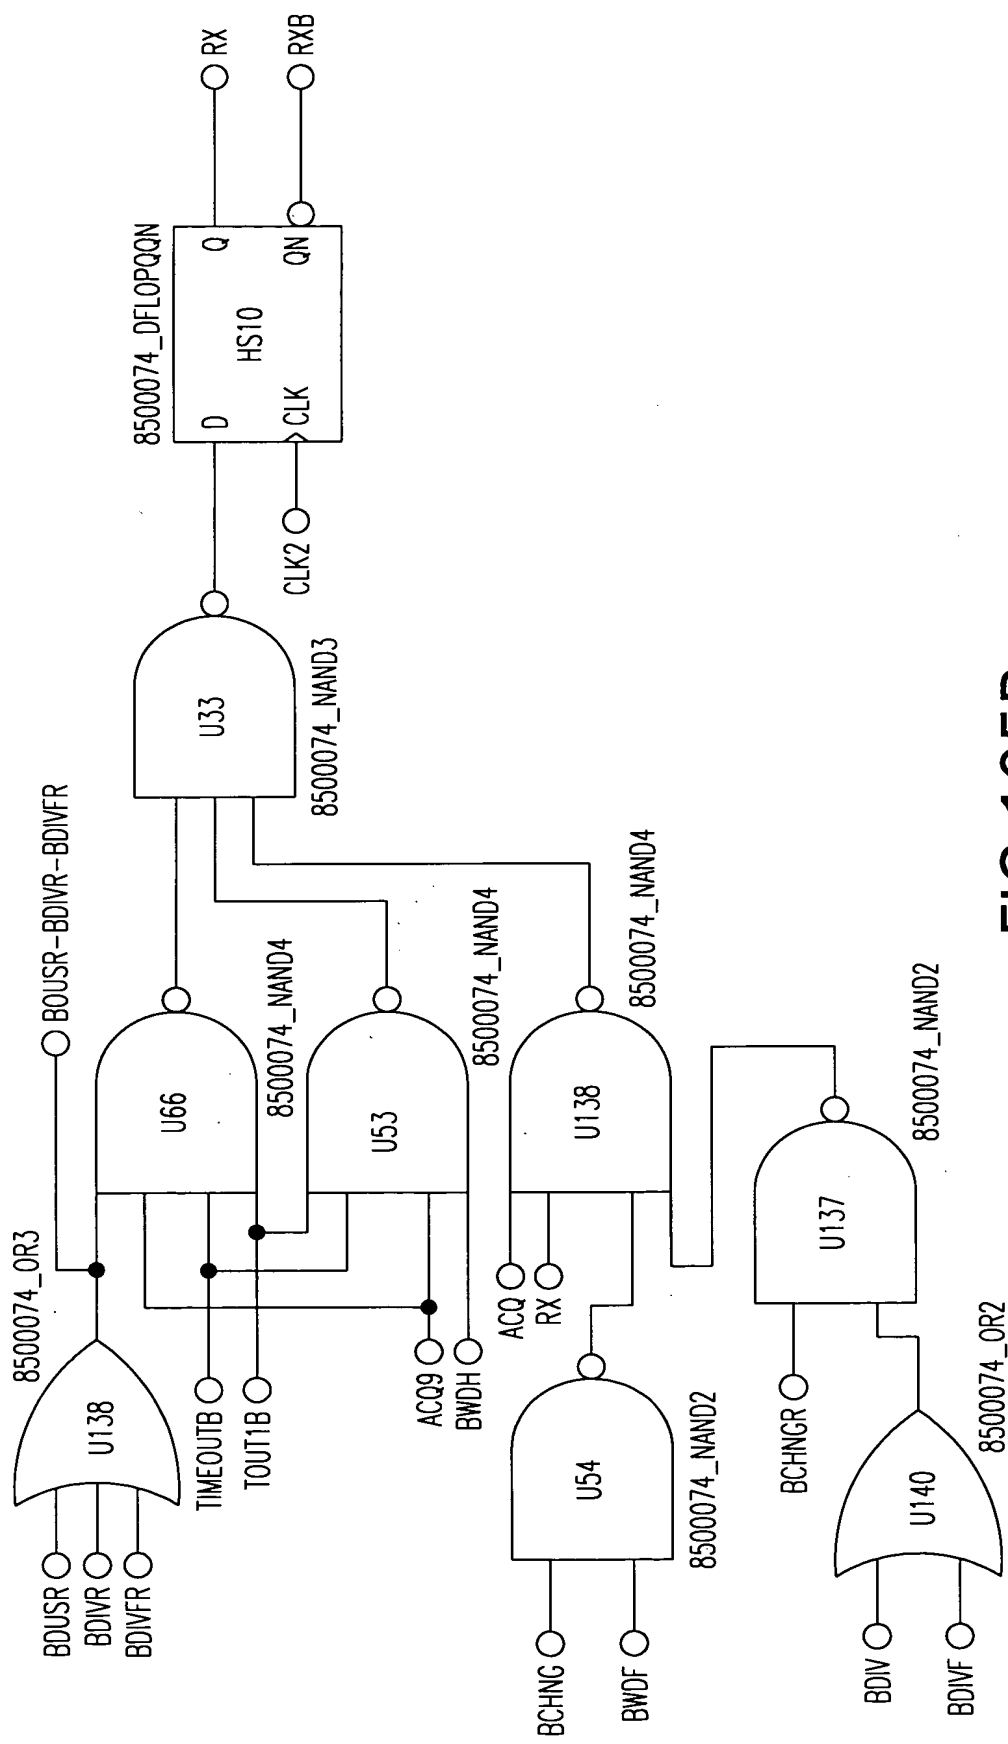 8500074_OR3
BDUSR
BDIVR
BDIVFR
U138
BOUSR-BDIVR-BDIVFR
TIMEOUTB
TOUT1B
U66
8500074_NAND4
ACQ9
BWDH
U53
8500074_NAND4
ACQ
RX
U138
8500074_NAND4
BCHNG
BWDF
U54
8500074_NAND2
BCHNGR
U137
8500074_NAND2
BDIV
BDIVF
U140
8500074_OR2
U33
8500074_NAND3
8500074_DFLOPQQN
D
Q
HS10
CLK
QN
CLK2
RX
RXB